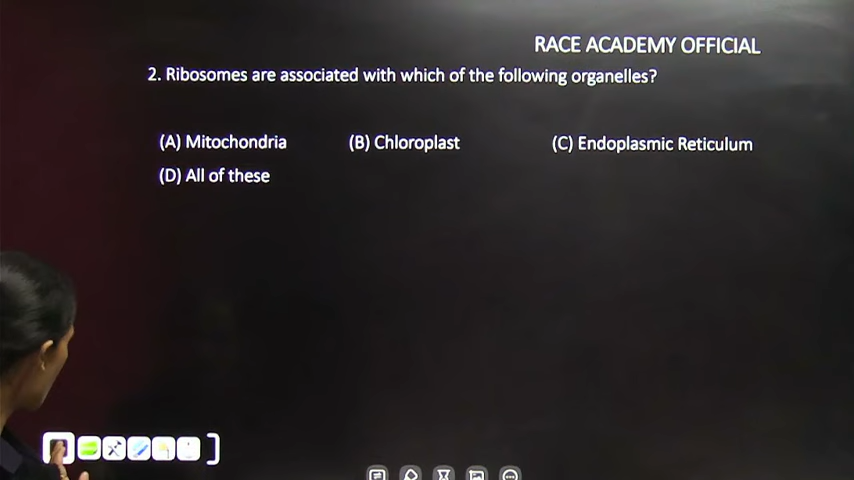 RACE ACADEMY OFFICIAL
2. Ribosomes are associated with which of the following organelles?
(A) Mitochondria (B) Chloroplast (C) Endoplasmic Reticulum
(D) All of these